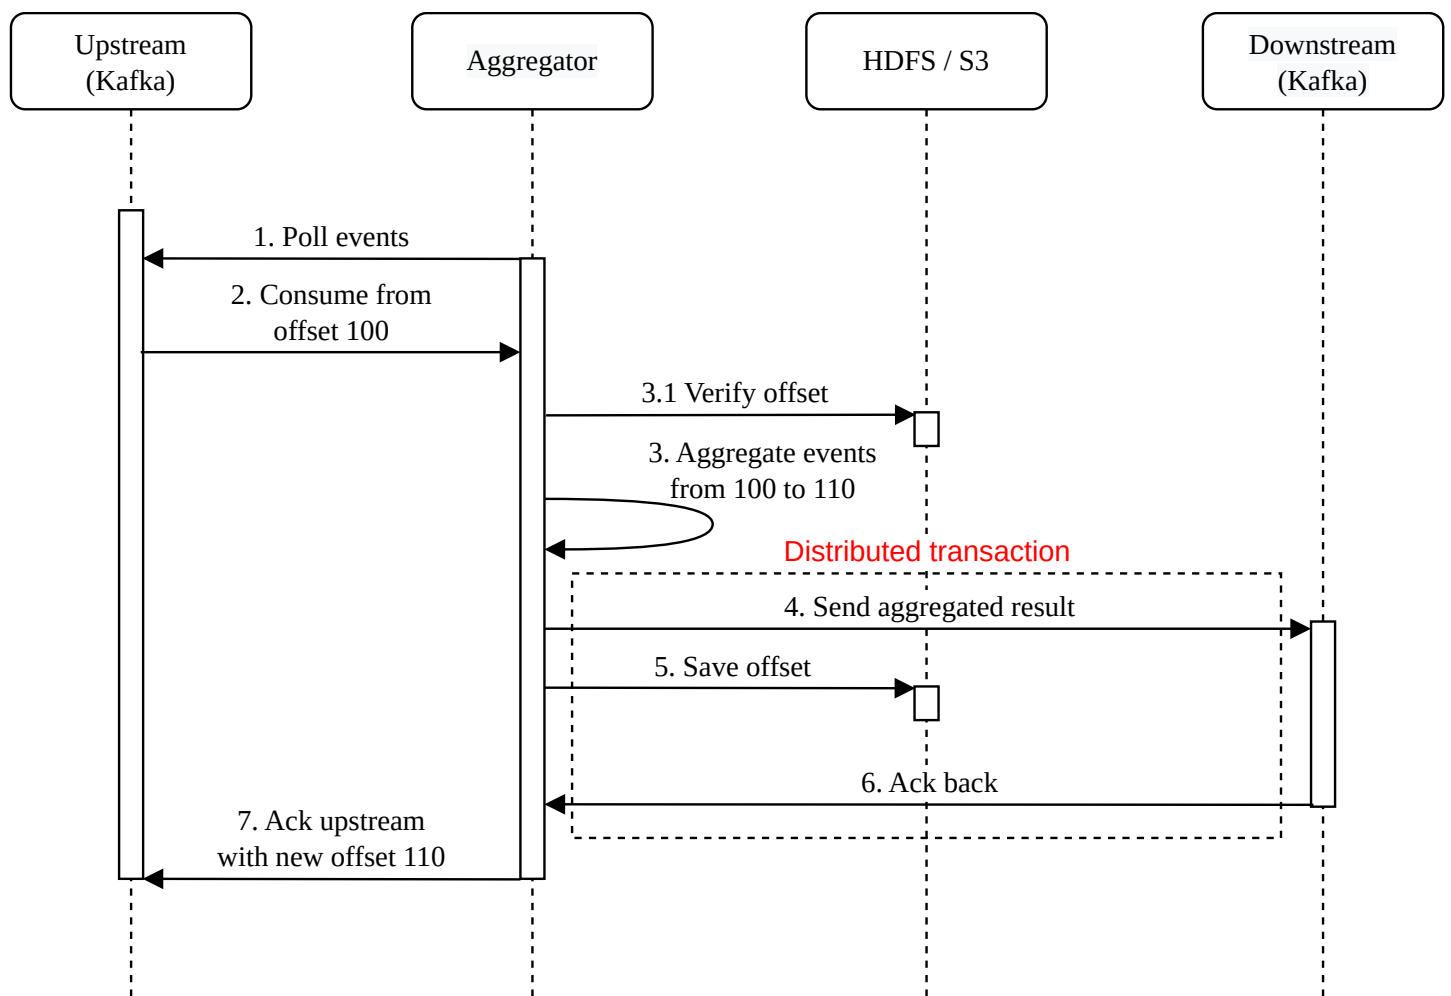 Upstream
(Kafka)
Aggregator
HDFS / S3
Downstream
(Kafka)
1. Poll events
2. Consume from
offset 100
3.1 Verify offset
3. Aggregate events
from 100 to 110
Distributed transaction
4. Send aggregated result
5. Save offset
6. Ack back
7. Ack upstream
with new offset 110